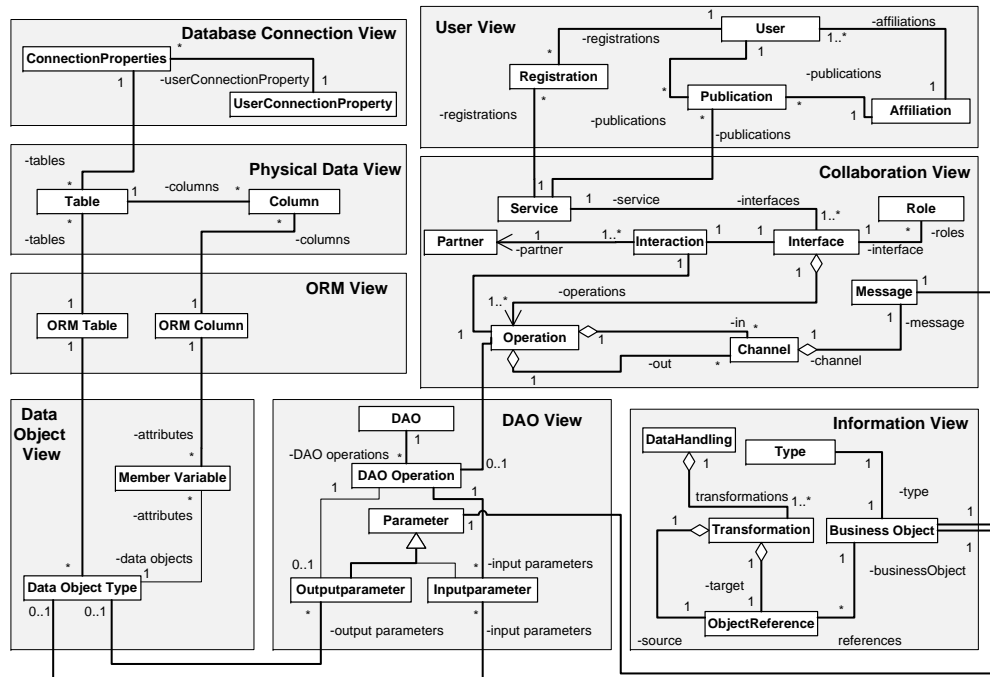 Database Connection View
*
ConnectionProperties
1
-userConnectionProperty
1
UserConnectionProperty
Physical Data View
-tables
*
1
-columns
*
Table
Column
*
*
-tables
-columns
ORM View
1
1
ORM Table
ORM Column
1
1
Data
Object
View
-attributes
*
Member Variable
*
-attributes
-data objects
*
1
Data Object Type
0..1
0..1
User View
1
User
-affiliations
-registrations
1
1..*
*
Registration
-publications
*
-registrations
*
Publication
*
1
1
Affiliation
-publications
*
-publications
Collaboration View
1
1
-service
-interfaces
Service
1..*
Role
Partner
1
1..*
Interaction
1
1
Interface
1
*
-roles
-partner
-interface
1
1
Message
1
-operations
1..*
1
-message
1
Operation
-in
*
1
Channel
1
-channel
-out
*
1
DAO View
DAO
1
-DAO operations
*
0..1
DAO Operation
1
1
Parameter
1
0..1
*
-input parameters
Outputparameter
Inputparameter
*
*
-output parameters
-input parameters
Information View
DataHandling
1
Type
1
transformations
1..*
-type
1
1
Transformation
1
Business Object
1
1
1
-target
1
1
-businessObject
1
*
ObjectReference
-source
references